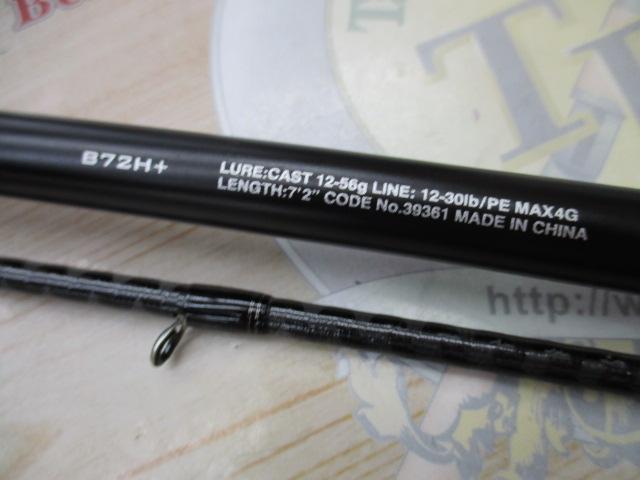 B72H+
LURE:CAST 12-56g LINE: 12-30lb/PE MAX4G
LENGTH:7'2" CODE No.39361 MADE IN CHINA
http://w